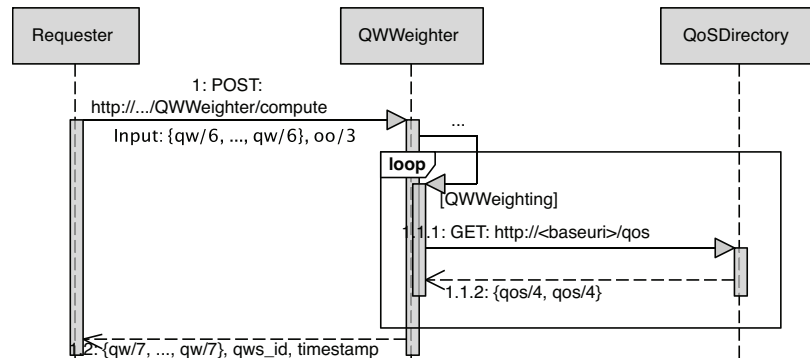 Requester
QWWeighter
QoSDirectory
1: POST:
http://.../QWWeighter/compute
Input: {qw/6, ..., qw/6}, oo/3
...
loop
[QWWeighting]
1.1.1: GET: http://<baseuri>/qos
1.1.2: {qos/4, qos/4}
1.2: {qw/7, ..., qw/7}, qws_id, timestamp